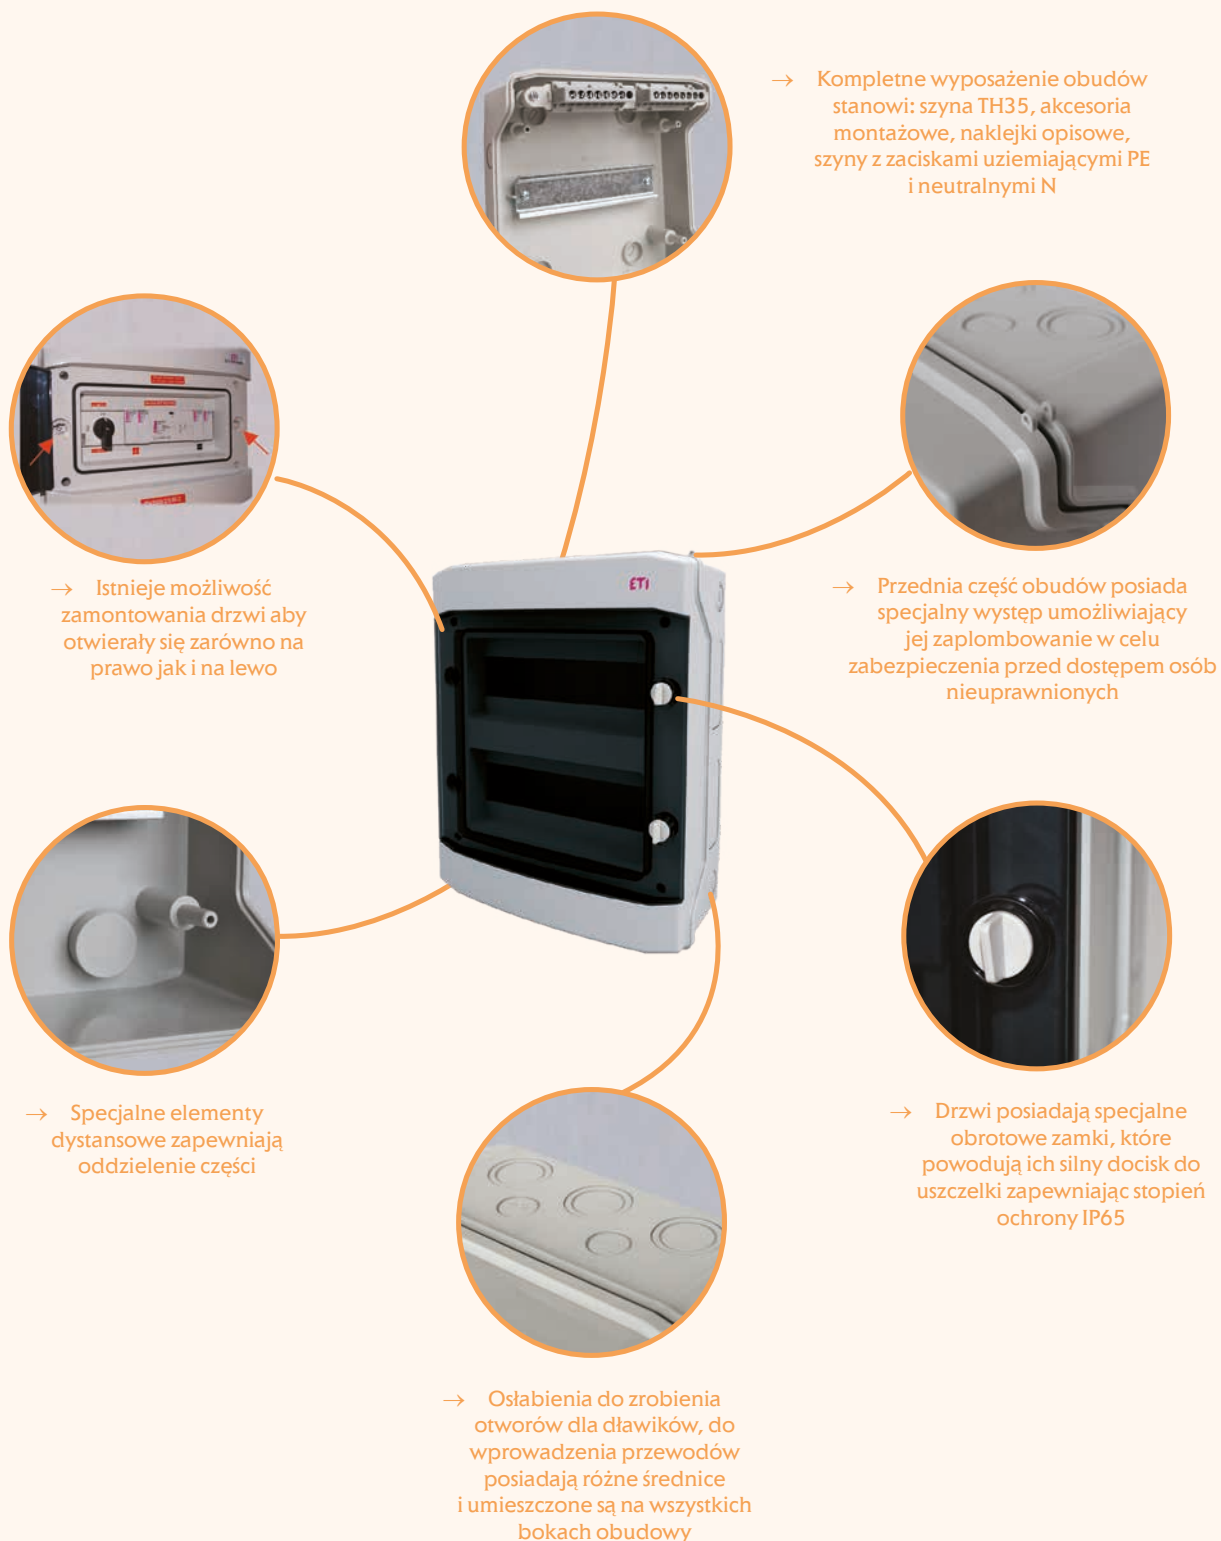 → Kompletne wyposażenie obudów
stanowi: szyna TH35, akcesoria
montażowe, naklejki opisowe,
szyny z zaciskami uziemiającymi PE
i neutralnymi N
→ Istnieje możliwość
zamontowania drzwi aby
otwierały się zarówno na
prawo jak i na lewo
ETI
→ Przednia część obudów posiada
specjalny występ umożliwiający
jej zaplombowanie w celu
zabezpieczenia przed dostępem osób
nieuprawnionych
→ Specjalne elementy
dystansowe zapewniają
oddzielenie części
→ Drzwi posiadają specjalne
obrotowe zamki, które
powodują ich silny docisk do
uszczelki zapewniając stopień
ochrony IP65
→ Osłabienia do zrobienia
otworów dla dławików, do
wprowadzenia przewodów
posiadają różne średnice
i umieszczone są na wszystkich
bokach obudowy